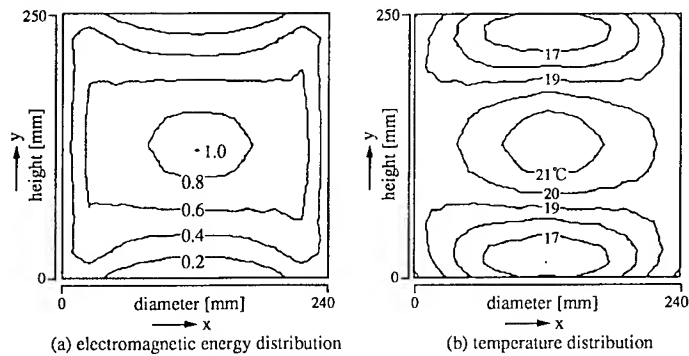 250
y
height [mm]
0
1.0
0.8
0.6
0.4
0.2
0
240
diameter [mm]
x
(a) electromagnetic energy distribution
250
y
height [mm]
0
17
19
21°C
20
19
17
0
240
diameter [mm]
x
(b) temperature distribution